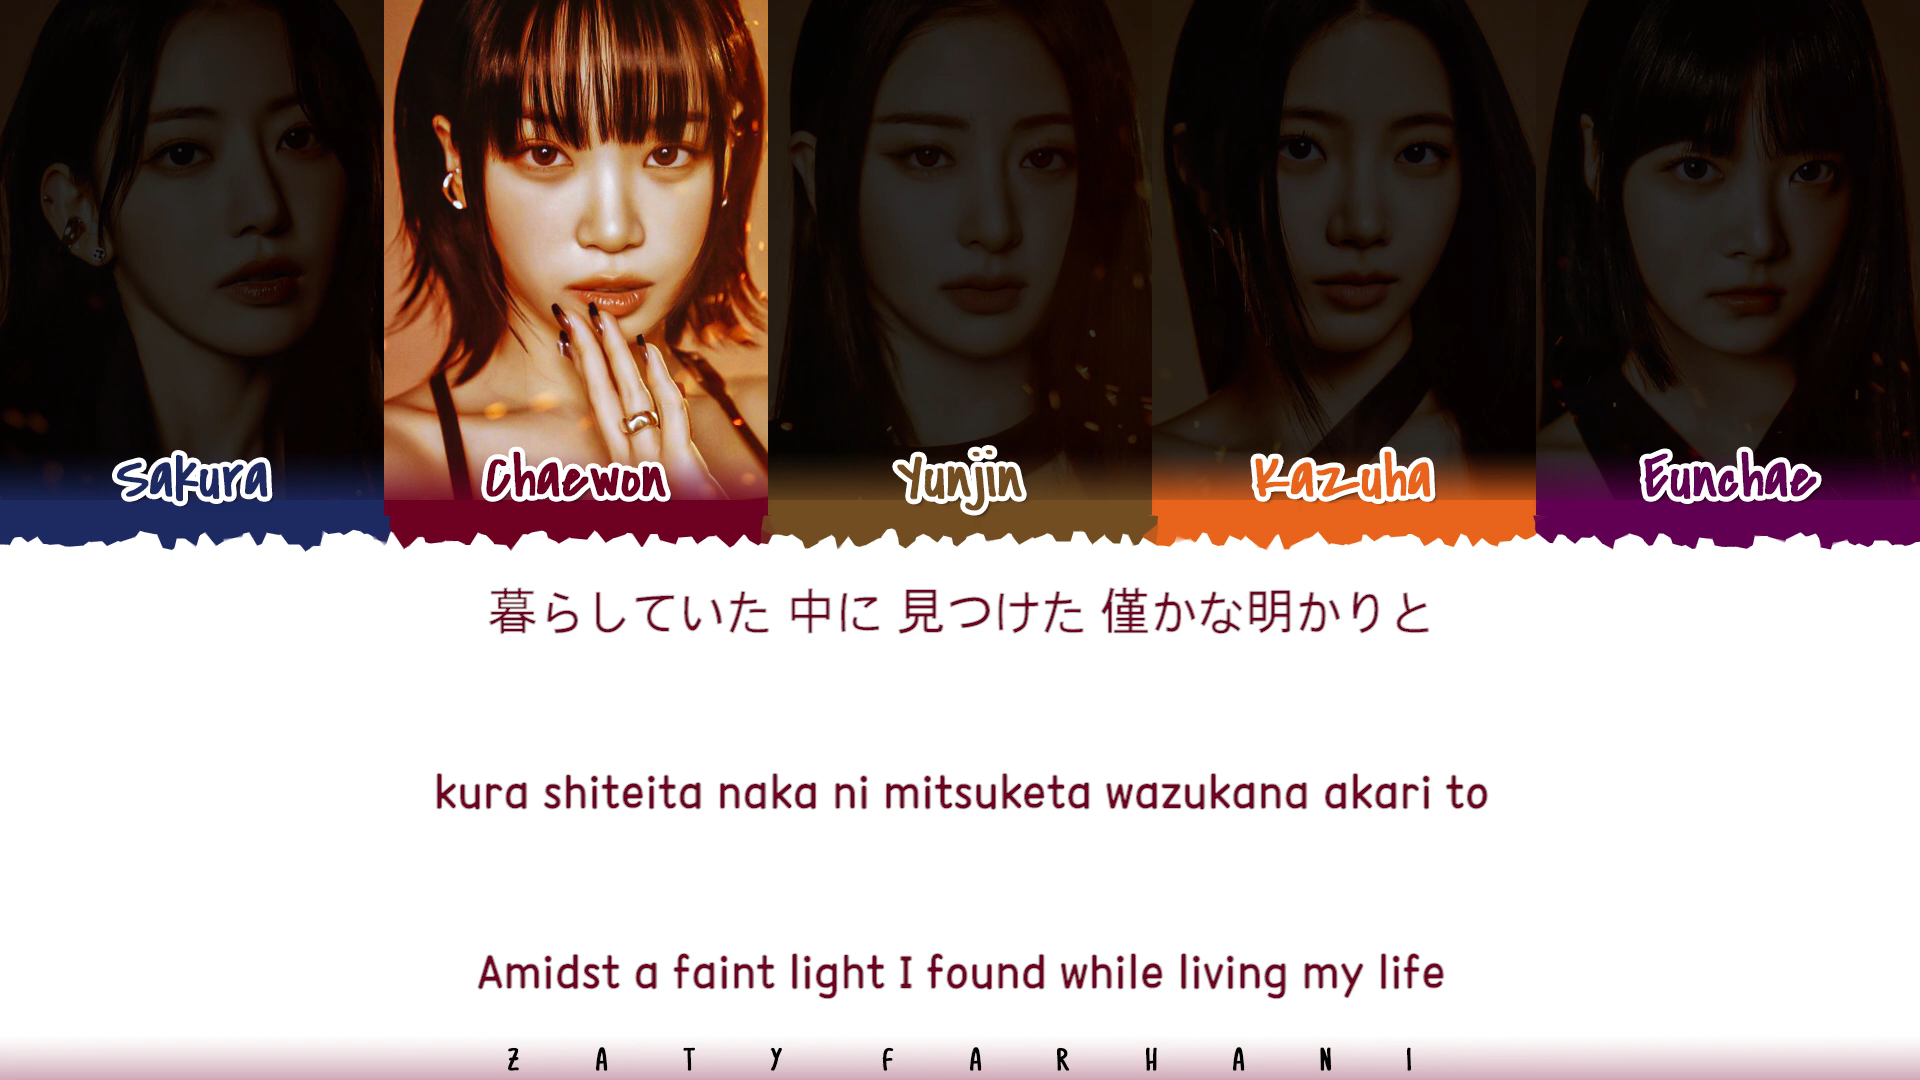 Sakura
Chaewon
Yunjin
Kazuha
Eunchae
暮らしていた 中に 見つけた 僅かな明かりと
kura shiteita naka ni mitsuketa wazukana akari to
Amidst a faint light I found while living my life
ZATY FARHANI